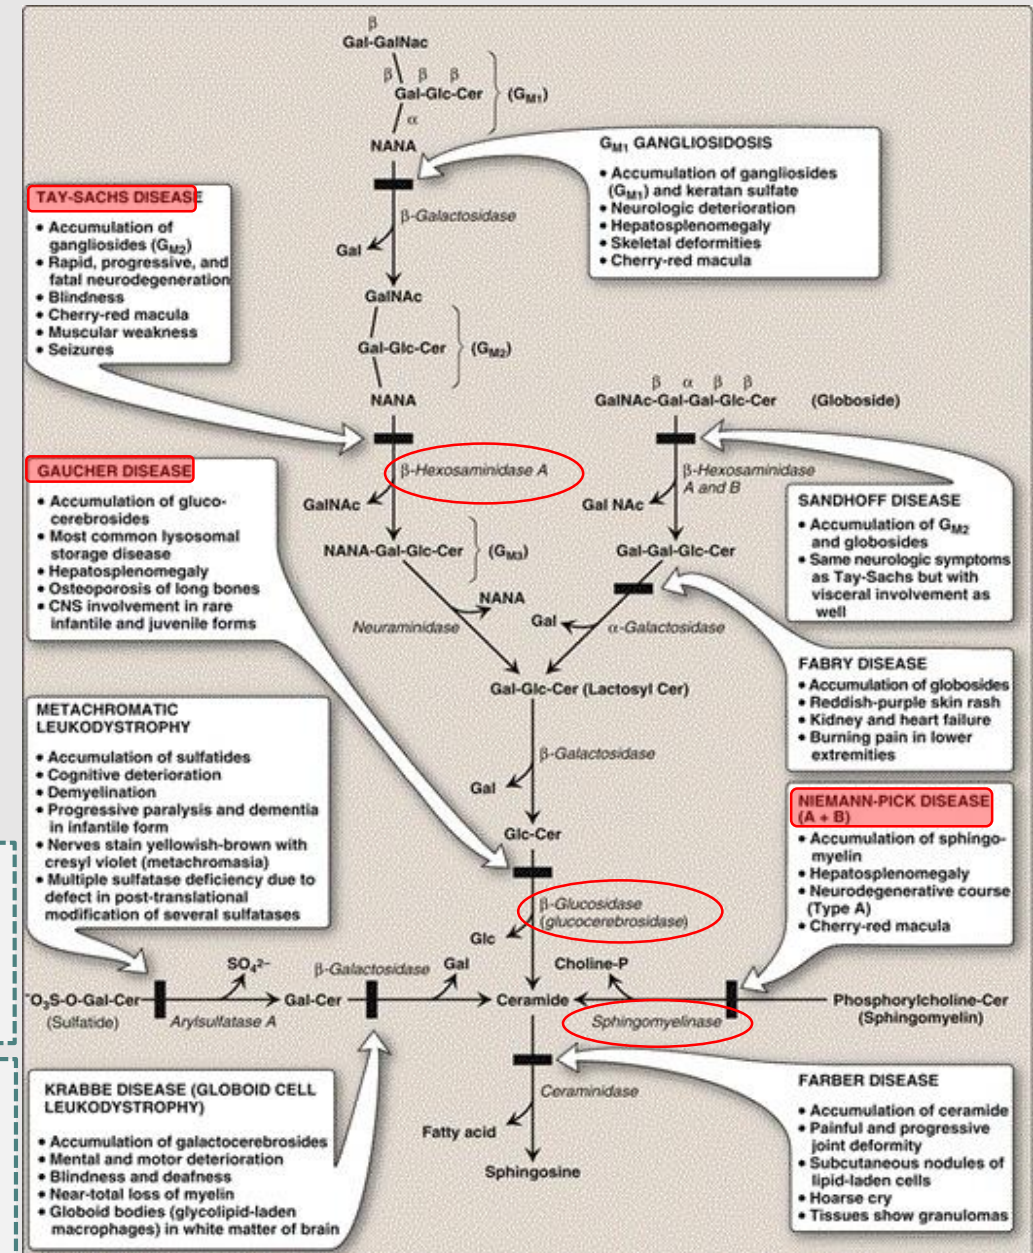 β
Gal-GalNac
β β β
Gal-Glc-Cer (GM1)
α
NANA
β-Galactosidase
Gal
GM1 GANGLIOSIDOSIS
• Accumulation of gangliosides
(GM1) and keratan sulfate
• Neurologic deterioration
• Hepatosplenomegaly
• Skeletal deformities
• Cherry-red macula
TAY-SACHS DISEASE
• Accumulation of
gangliosides (GM2)
• Rapid, progressive, and
fatal neurodegeneration
• Blindness
• Cherry-red macula
• Muscular weakness
• Seizures
GalNAc
Gal-Glc-Cer (GM2)
NANA
β α β β
GalNAc-Gal-Gal-Glc-Cer (Globoside)
β-Hexosaminidase A
GalNAc
β-Hexosaminidase
A and B
Gal NAc
GAUCHER DISEASE
• Accumulation of gluco-
cerebrosides
• Most common lysosomal
storage disease
• Hepatosplenomegaly
• Osteoporosis of long bones
• CNS involvement in rare
infantile and juvenile forms
SANDHOFF DISEASE
• Accumulation of GM2
and globosides
• Same neurologic symptoms
as Tay-Sachs but with
visceral involvement as
well
NANA-Gal-Glc-Cer (GM3)
Gal-Gal-Glc-Cer
NANA
Neuraminidase
Gal
α-Galactosidase
FABRY DISEASE
• Accumulation of globosides
• Reddish-purple skin rash
• Kidney and heart failure
• Burning pain in lower
extremities
Gal-Glc-Cer (Lactosyl Cer)
β-Galactosidase
Gal
METACHROMATIC
LEUKODYSTROPHY
• Accumulation of sulfatides
• Cognitive deterioration
• Demyelination
• Progressive paralysis and dementia
in infantile form
• Nerves stain yellowish-brown with
cresyl violet (metachromasia)
• Multiple sulfatase deficiency due to
defect in post-translational
modification of several sulfatases
NIEMANN-PICK DISEASE
(A + B)
• Accumulation of sphingo-
myelin
• Hepatosplenomegaly
• Neurodegenerative course
(Type A)
• Cherry-red macula
Glc-Cer
β-Glucosidase
(glucocerebrosidase)
Glc
SO₄²⁻
β-Galactosidase
Gal
Choline-P
⁻O₃S-O-Gal-Cer
(Sulfatide)
Arylsulfatase A
Gal-Cer
Ceramide
Sphingomyelinase
Phosphorylcholine-Cer
(Sphingomyelin)
Ceramidase
Fatty acid
Sphingosine
KRABBE DISEASE (GLOBOID CELL
LEUKODYSTROPHY)
• Accumulation of galactocerebrosides
• Mental and motor deterioration
• Blindness and deafness
• Near-total loss of myelin
• Globoid bodies (glycolipid-laden
macrophages) in white matter of brain
FARBER DISEASE
• Accumulation of ceramide
• Painful and progressive
joint deformity
• Subcutaneous nodules of
lipid-laden cells
• Hoarse cry
• Tissues show granulomas